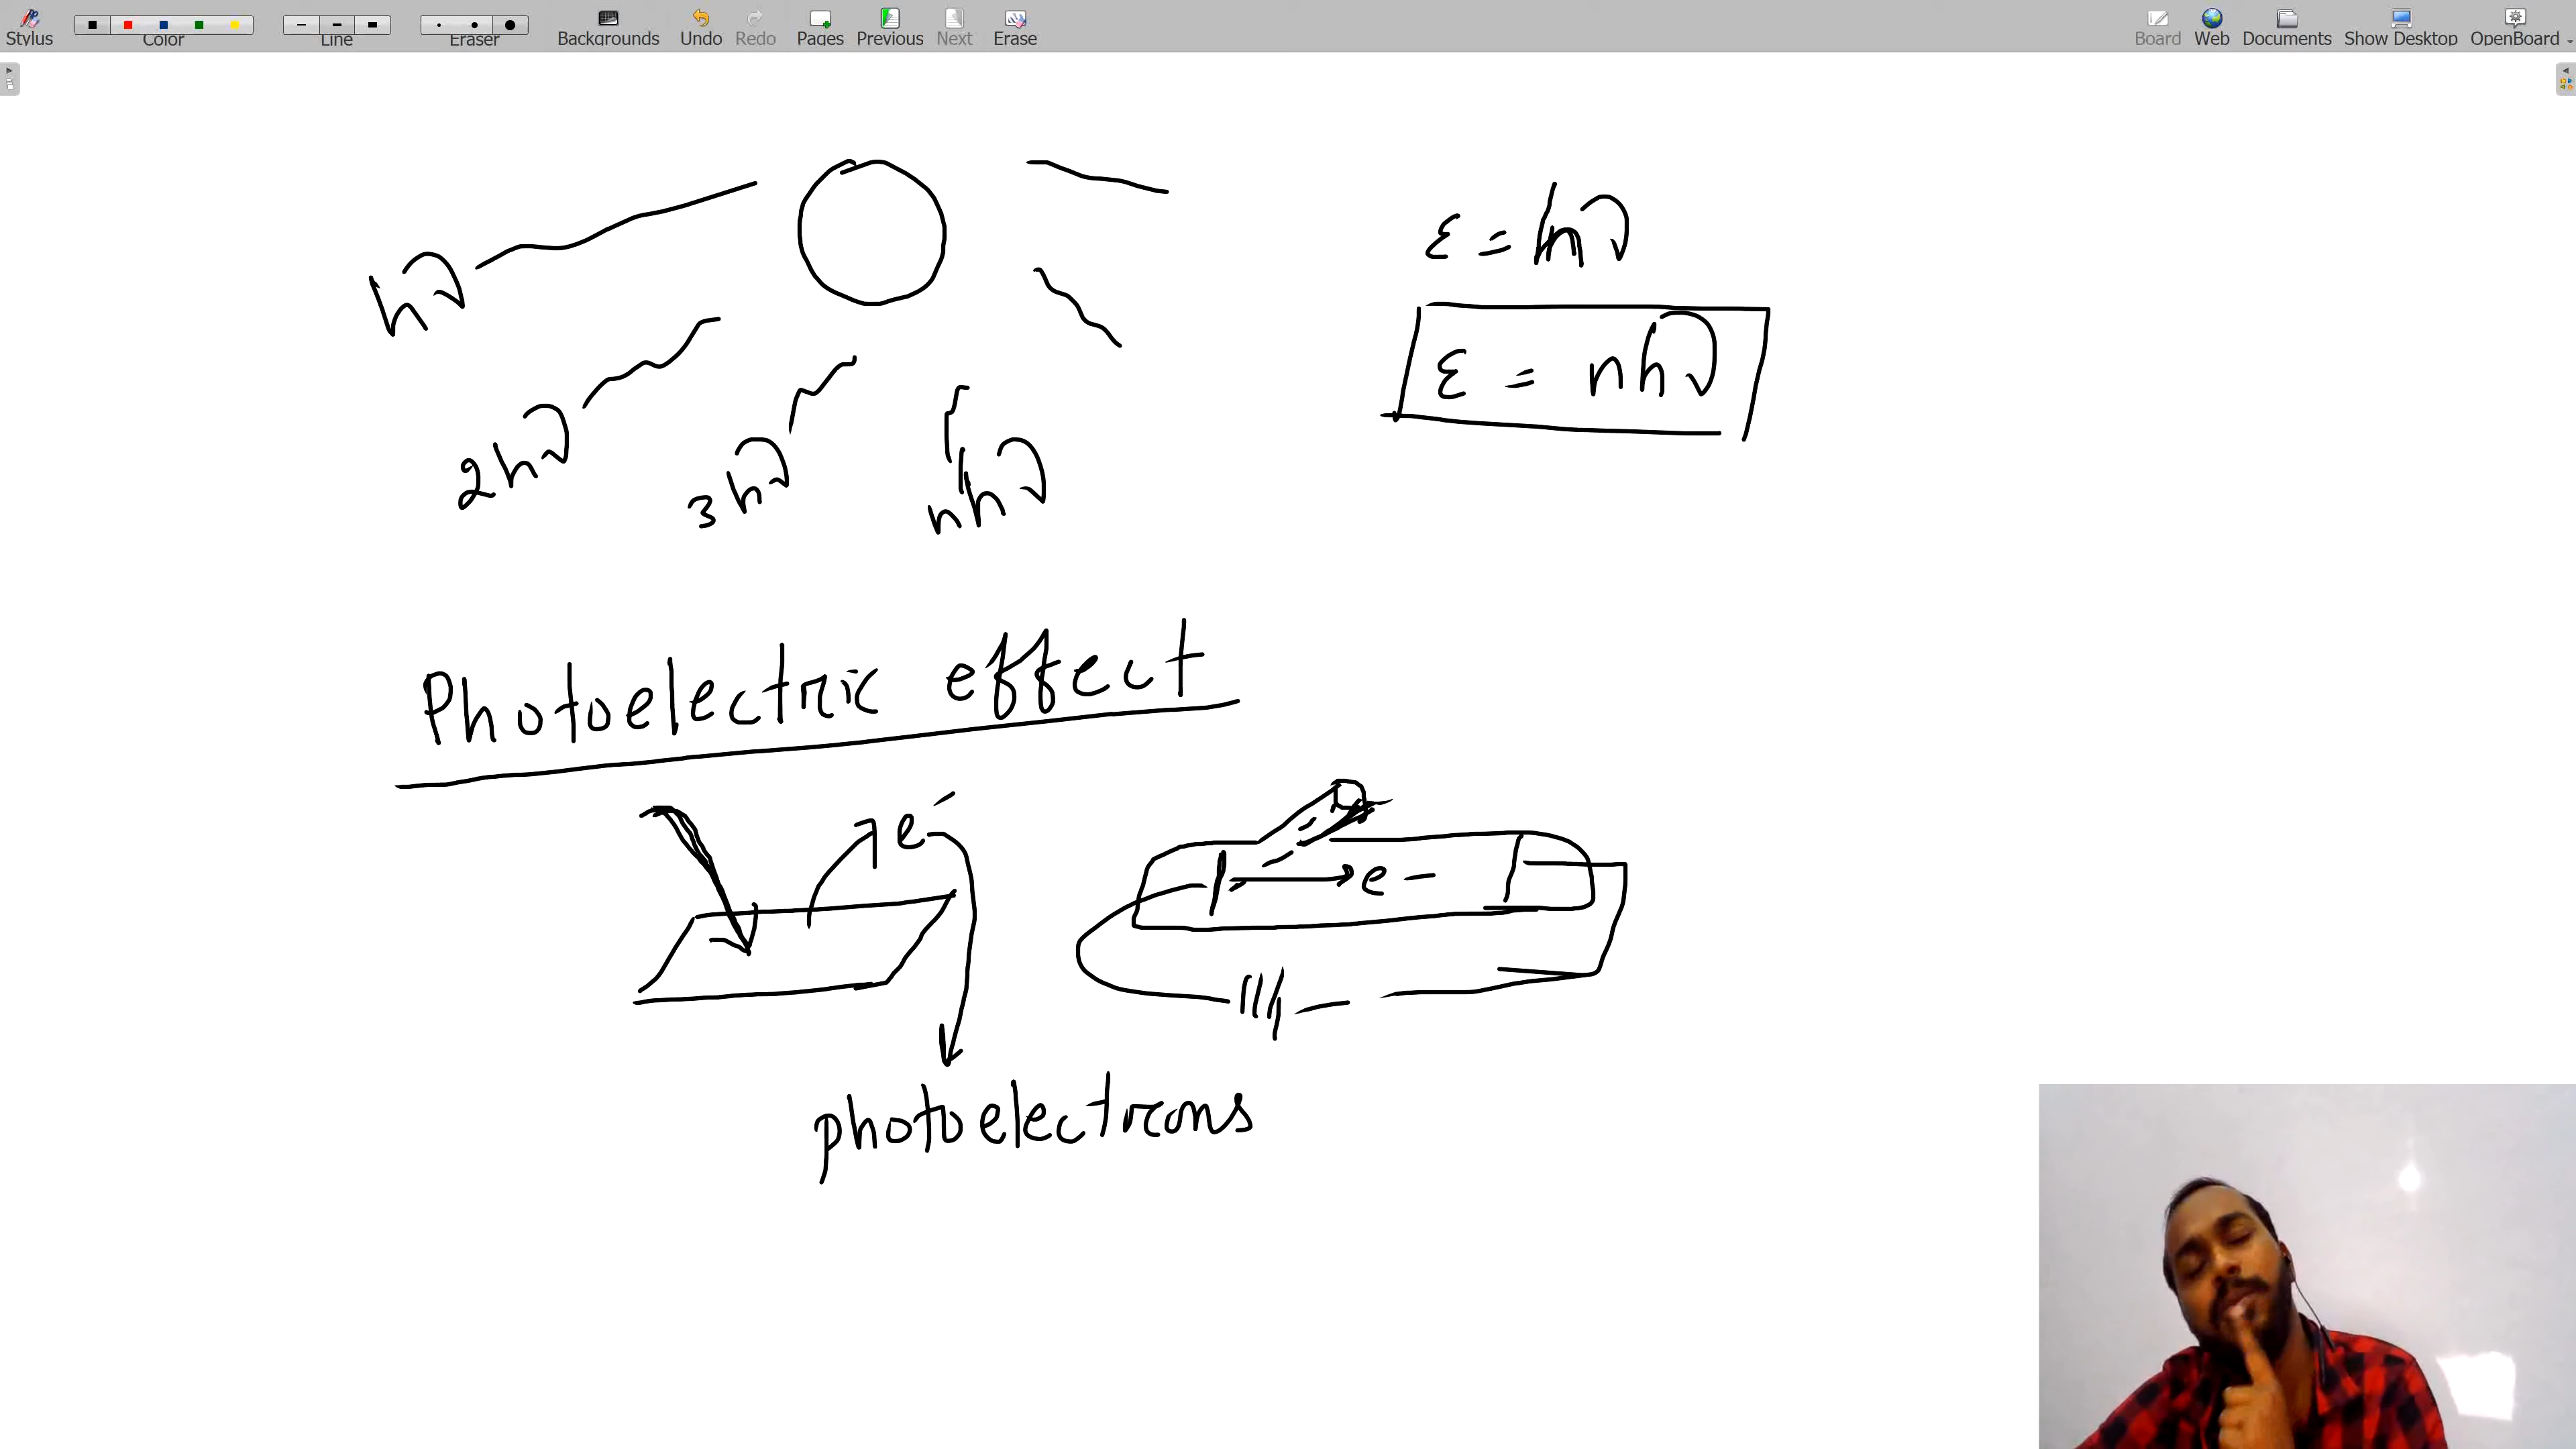 Stylus Color Line Eraser Backgrounds Undo Redo Pages Previous Next Erase Board Web Documents Show Desktop OpenBoard
ε = hν
hν
ε = nhν
2hν
3hν
nhν
Photoelectric effect
e-
e-
photoelectrons